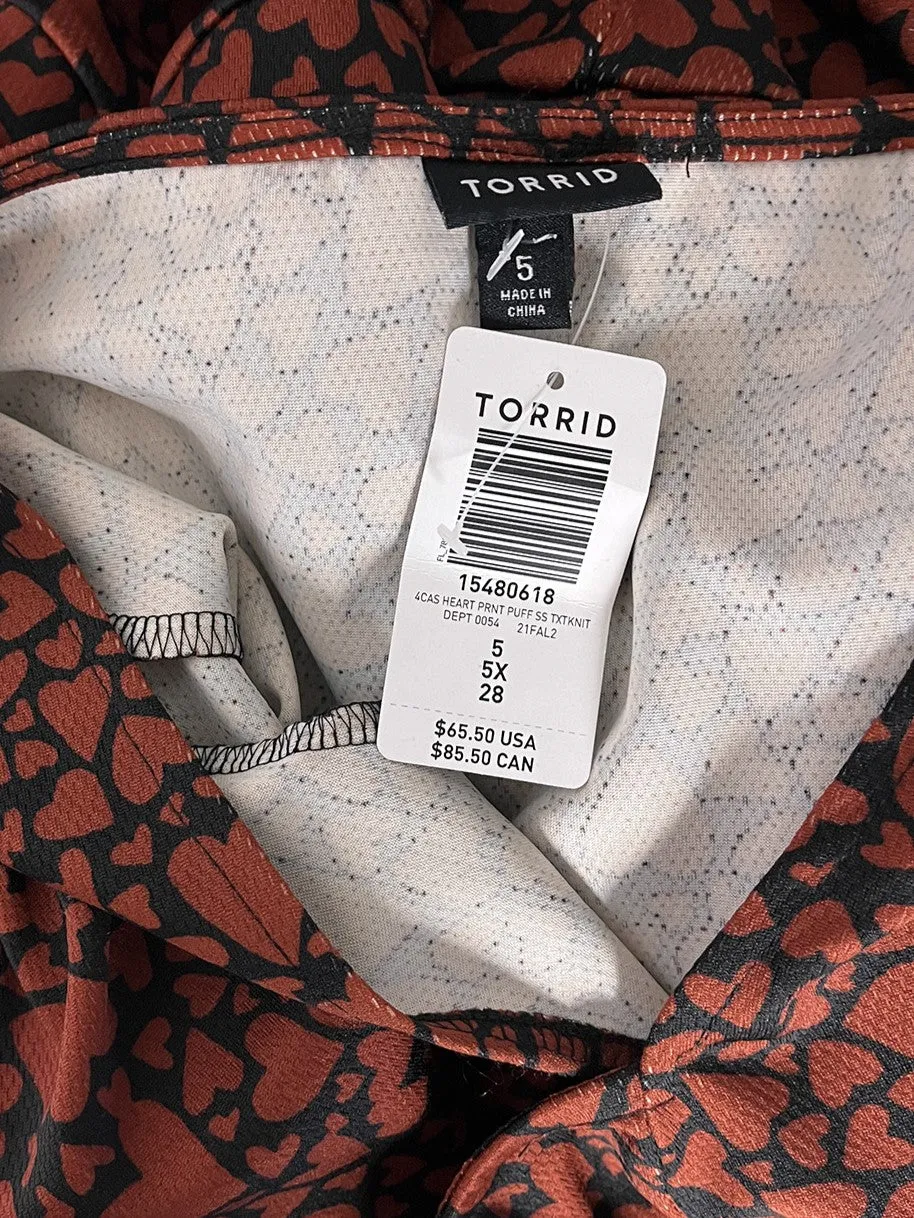 TORRID
5
MADE IN
CHINA
TORRID
15480618
4CAS HEART PRNT PUFF SS TXTKNIT
DEPT 0054 21FAL2
5
5X
28
$65.50 USA
$85.50 CAN